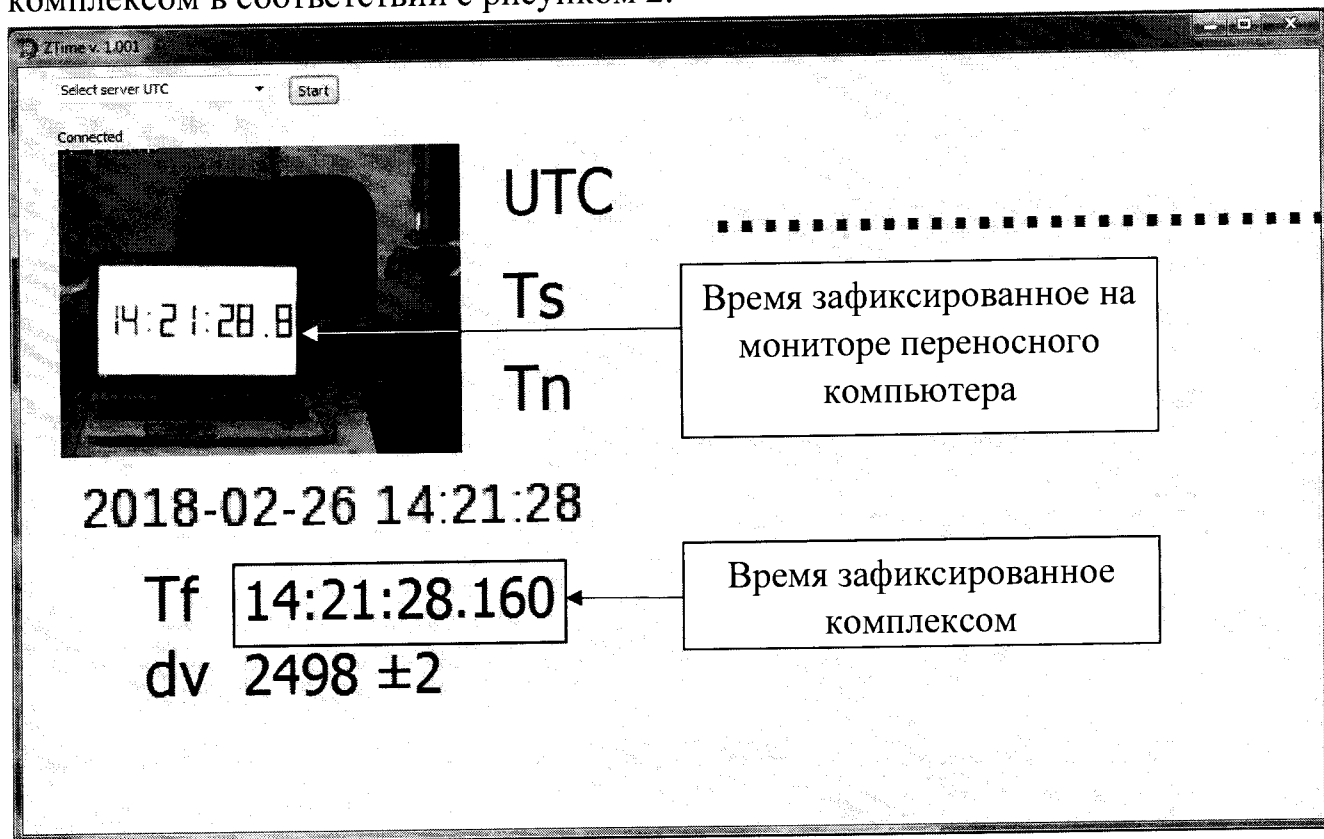 комплексом в соответствии с рисунком 2.
ZTime v. 1.001
Select server UTC
Start
Connected
14:21:28.8
UTC
Ts
Tn
Время зафиксированное на
мониторе переносного
компьютера
2018-02-26 14:21:28
Tf 14:21:28.160
Время зафиксированное
комплексом
dv 2498 ±2